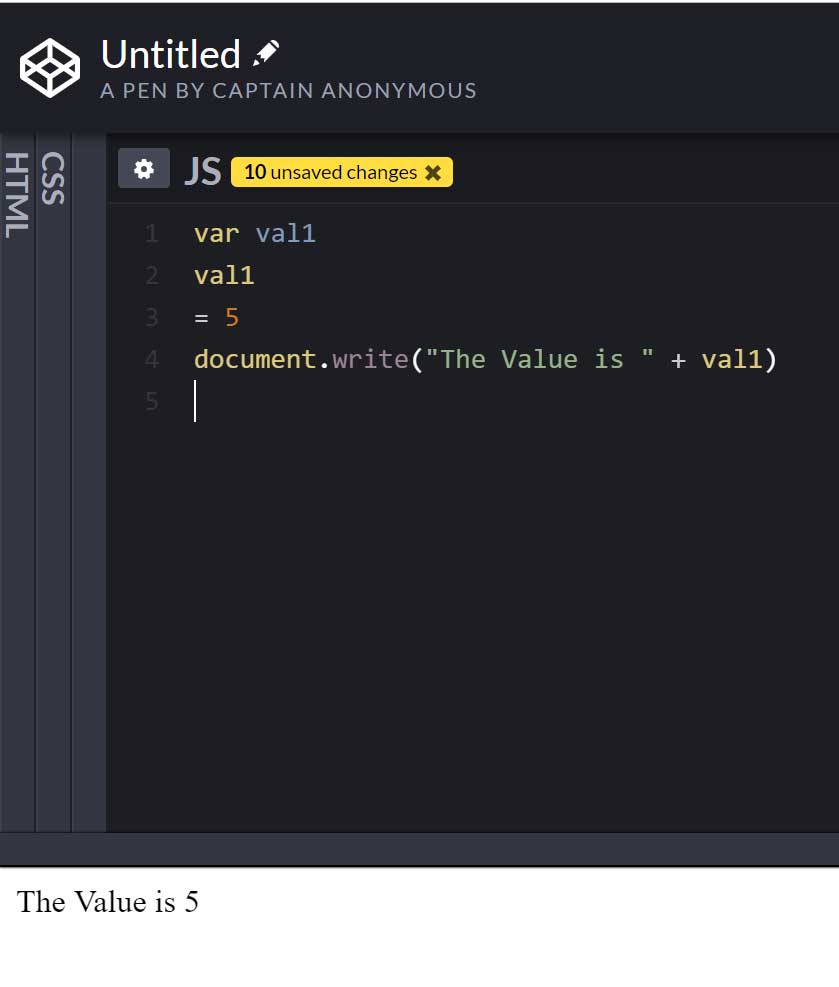 Untitled
A PEN BY CAPTAIN ANONYMOUS
HTML
CSS
JS 10 unsaved changes
1 var val1
2 val1
3 = 5
4 document.write("The Value is " + val1)
5
The Value is 5